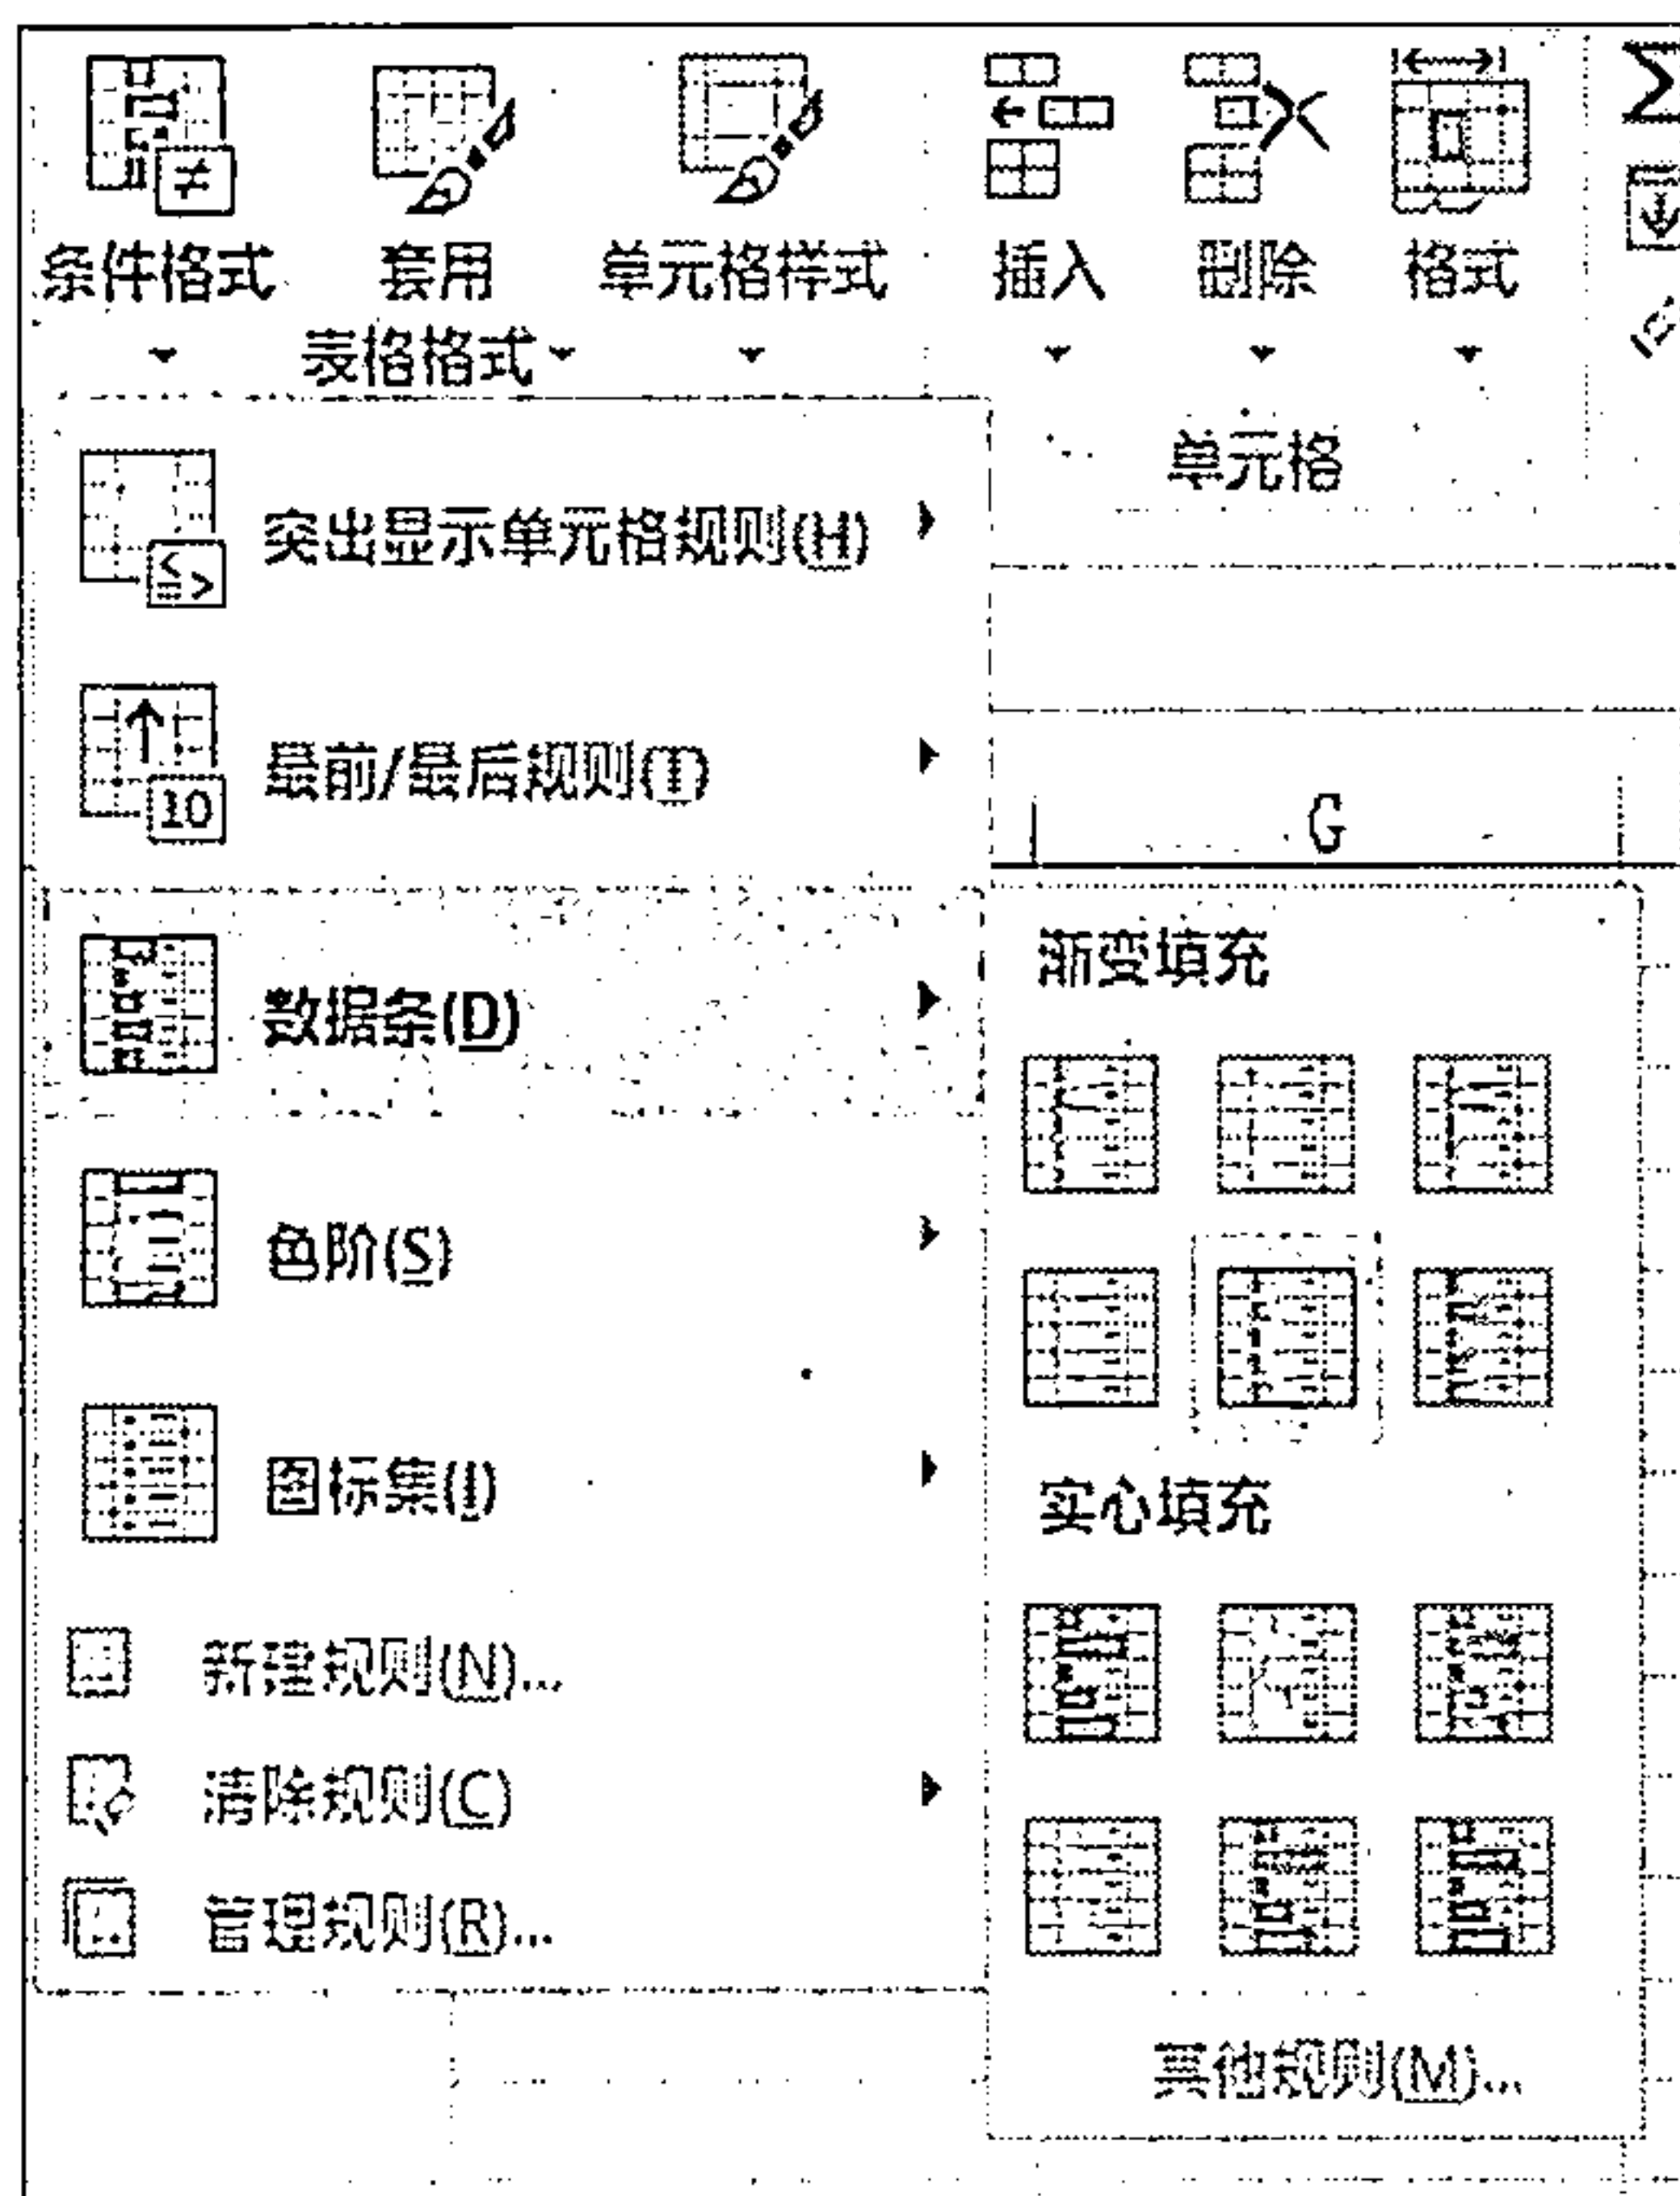 条件格式 套用 单元格样式 插入 删除 格式
表格格式
单元格
突出显示单元格规则(H)
最前/最后规则(T)
10
G
数据条(D)
色阶(S)
图标集(I)
新建规则(N)...
清除规则(C)
管理规则(R)...
渐变填充
实心填充
其他规则(M)...